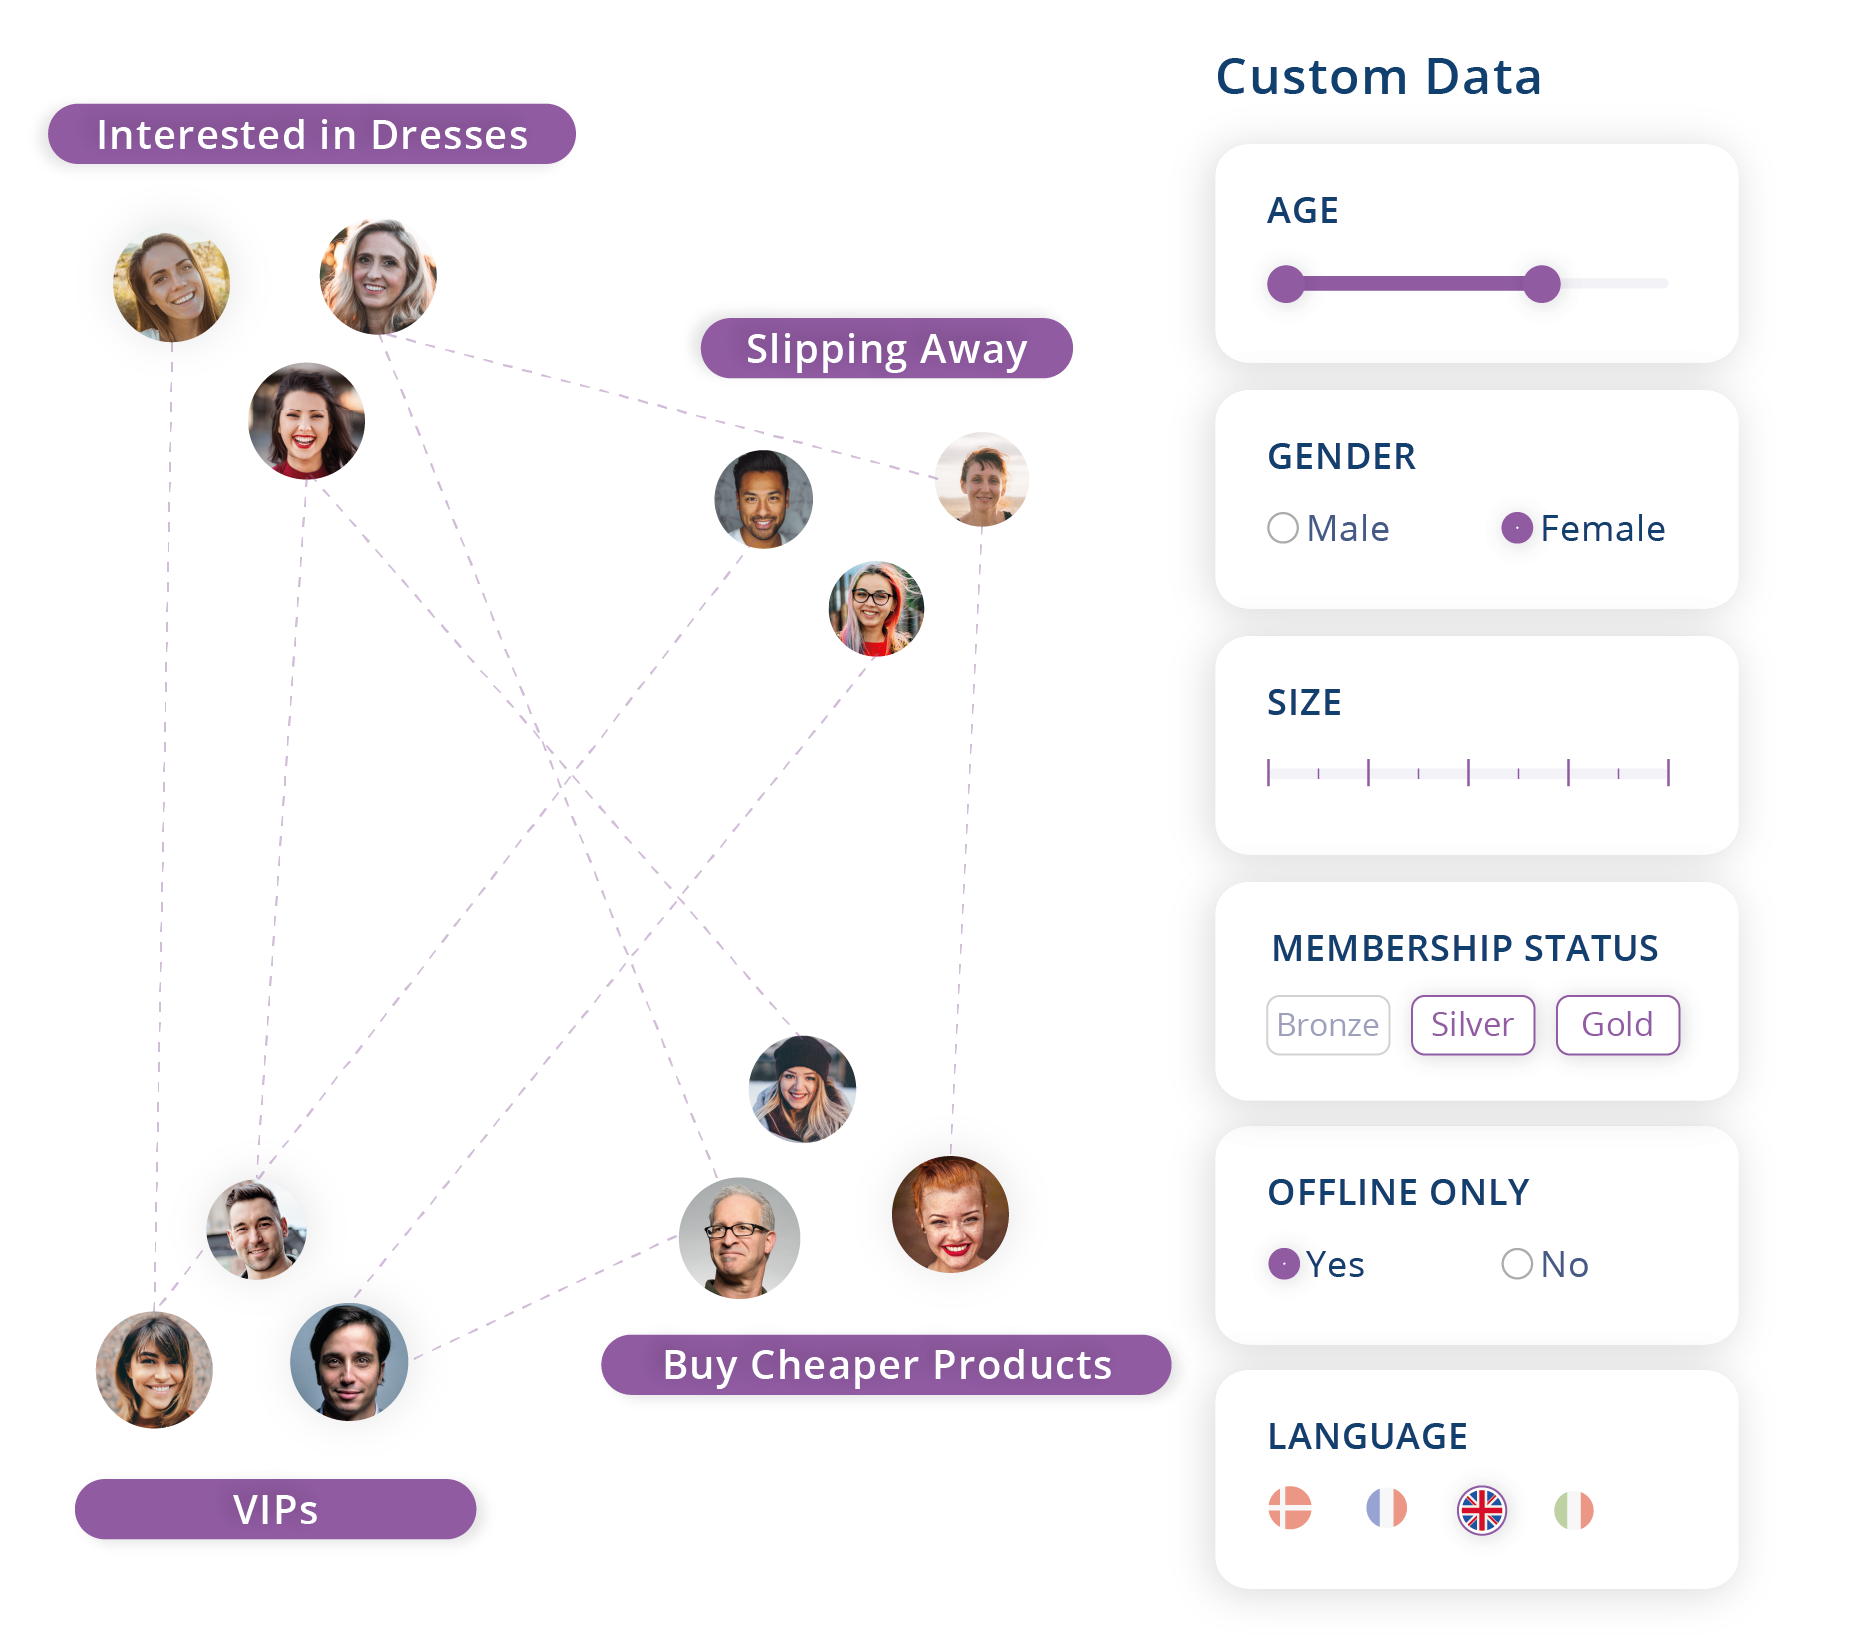 Interested in Dresses
Slipping Away
Buy Cheaper Products
VIPs
Custom Data
AGE
GENDER
Male Female
SIZE
MEMBERSHIP STATUS
Bronze Silver Gold
OFFLINE ONLY
Yes No
LANGUAGE